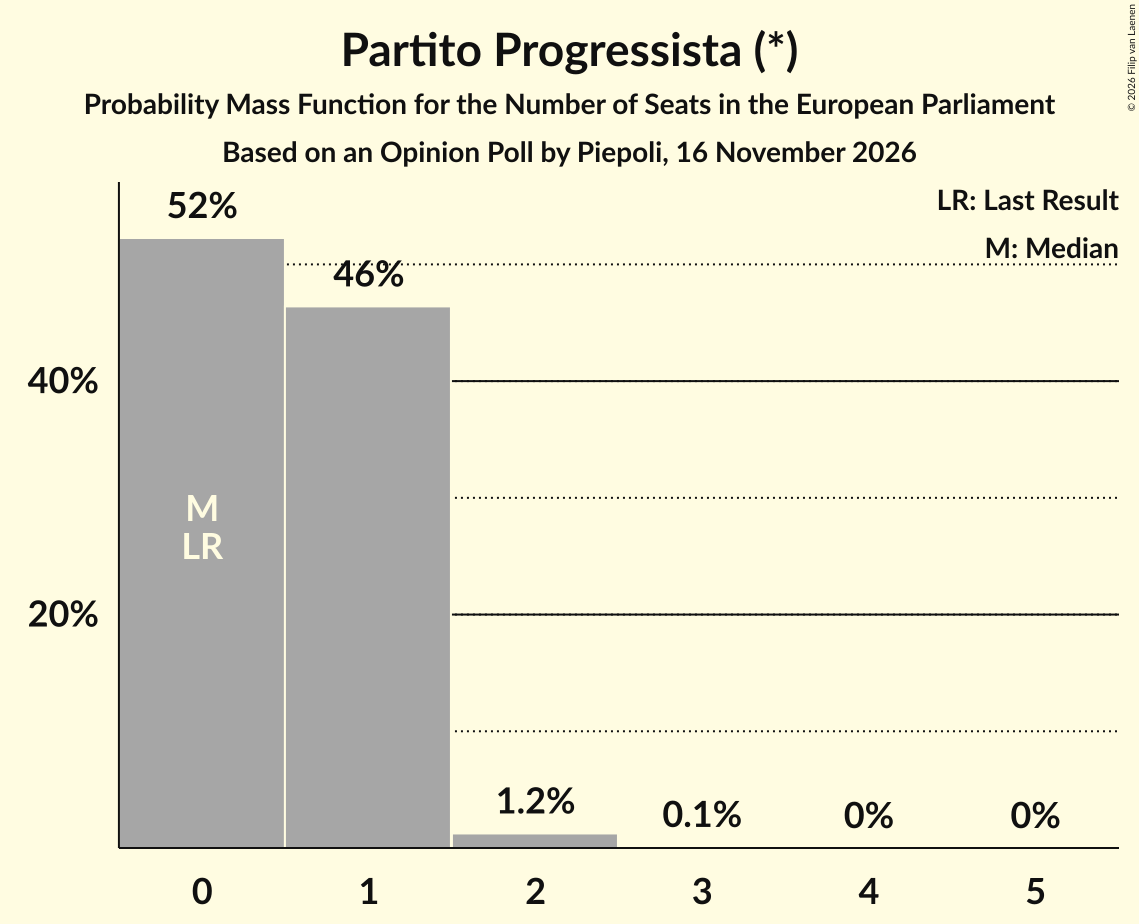 Partito Progressista (*)
Probability Mass Function for the Number of Seats in the European Parliament
Based on an Opinion Poll by Piepoli, 16 November 2026
© 2026 Filip van Laenen
LR: Last Result
M: Median
52%
46%
40%
M
LR
20%
1.2%
0.1%
0%
0%
0
1
2
3
4
5